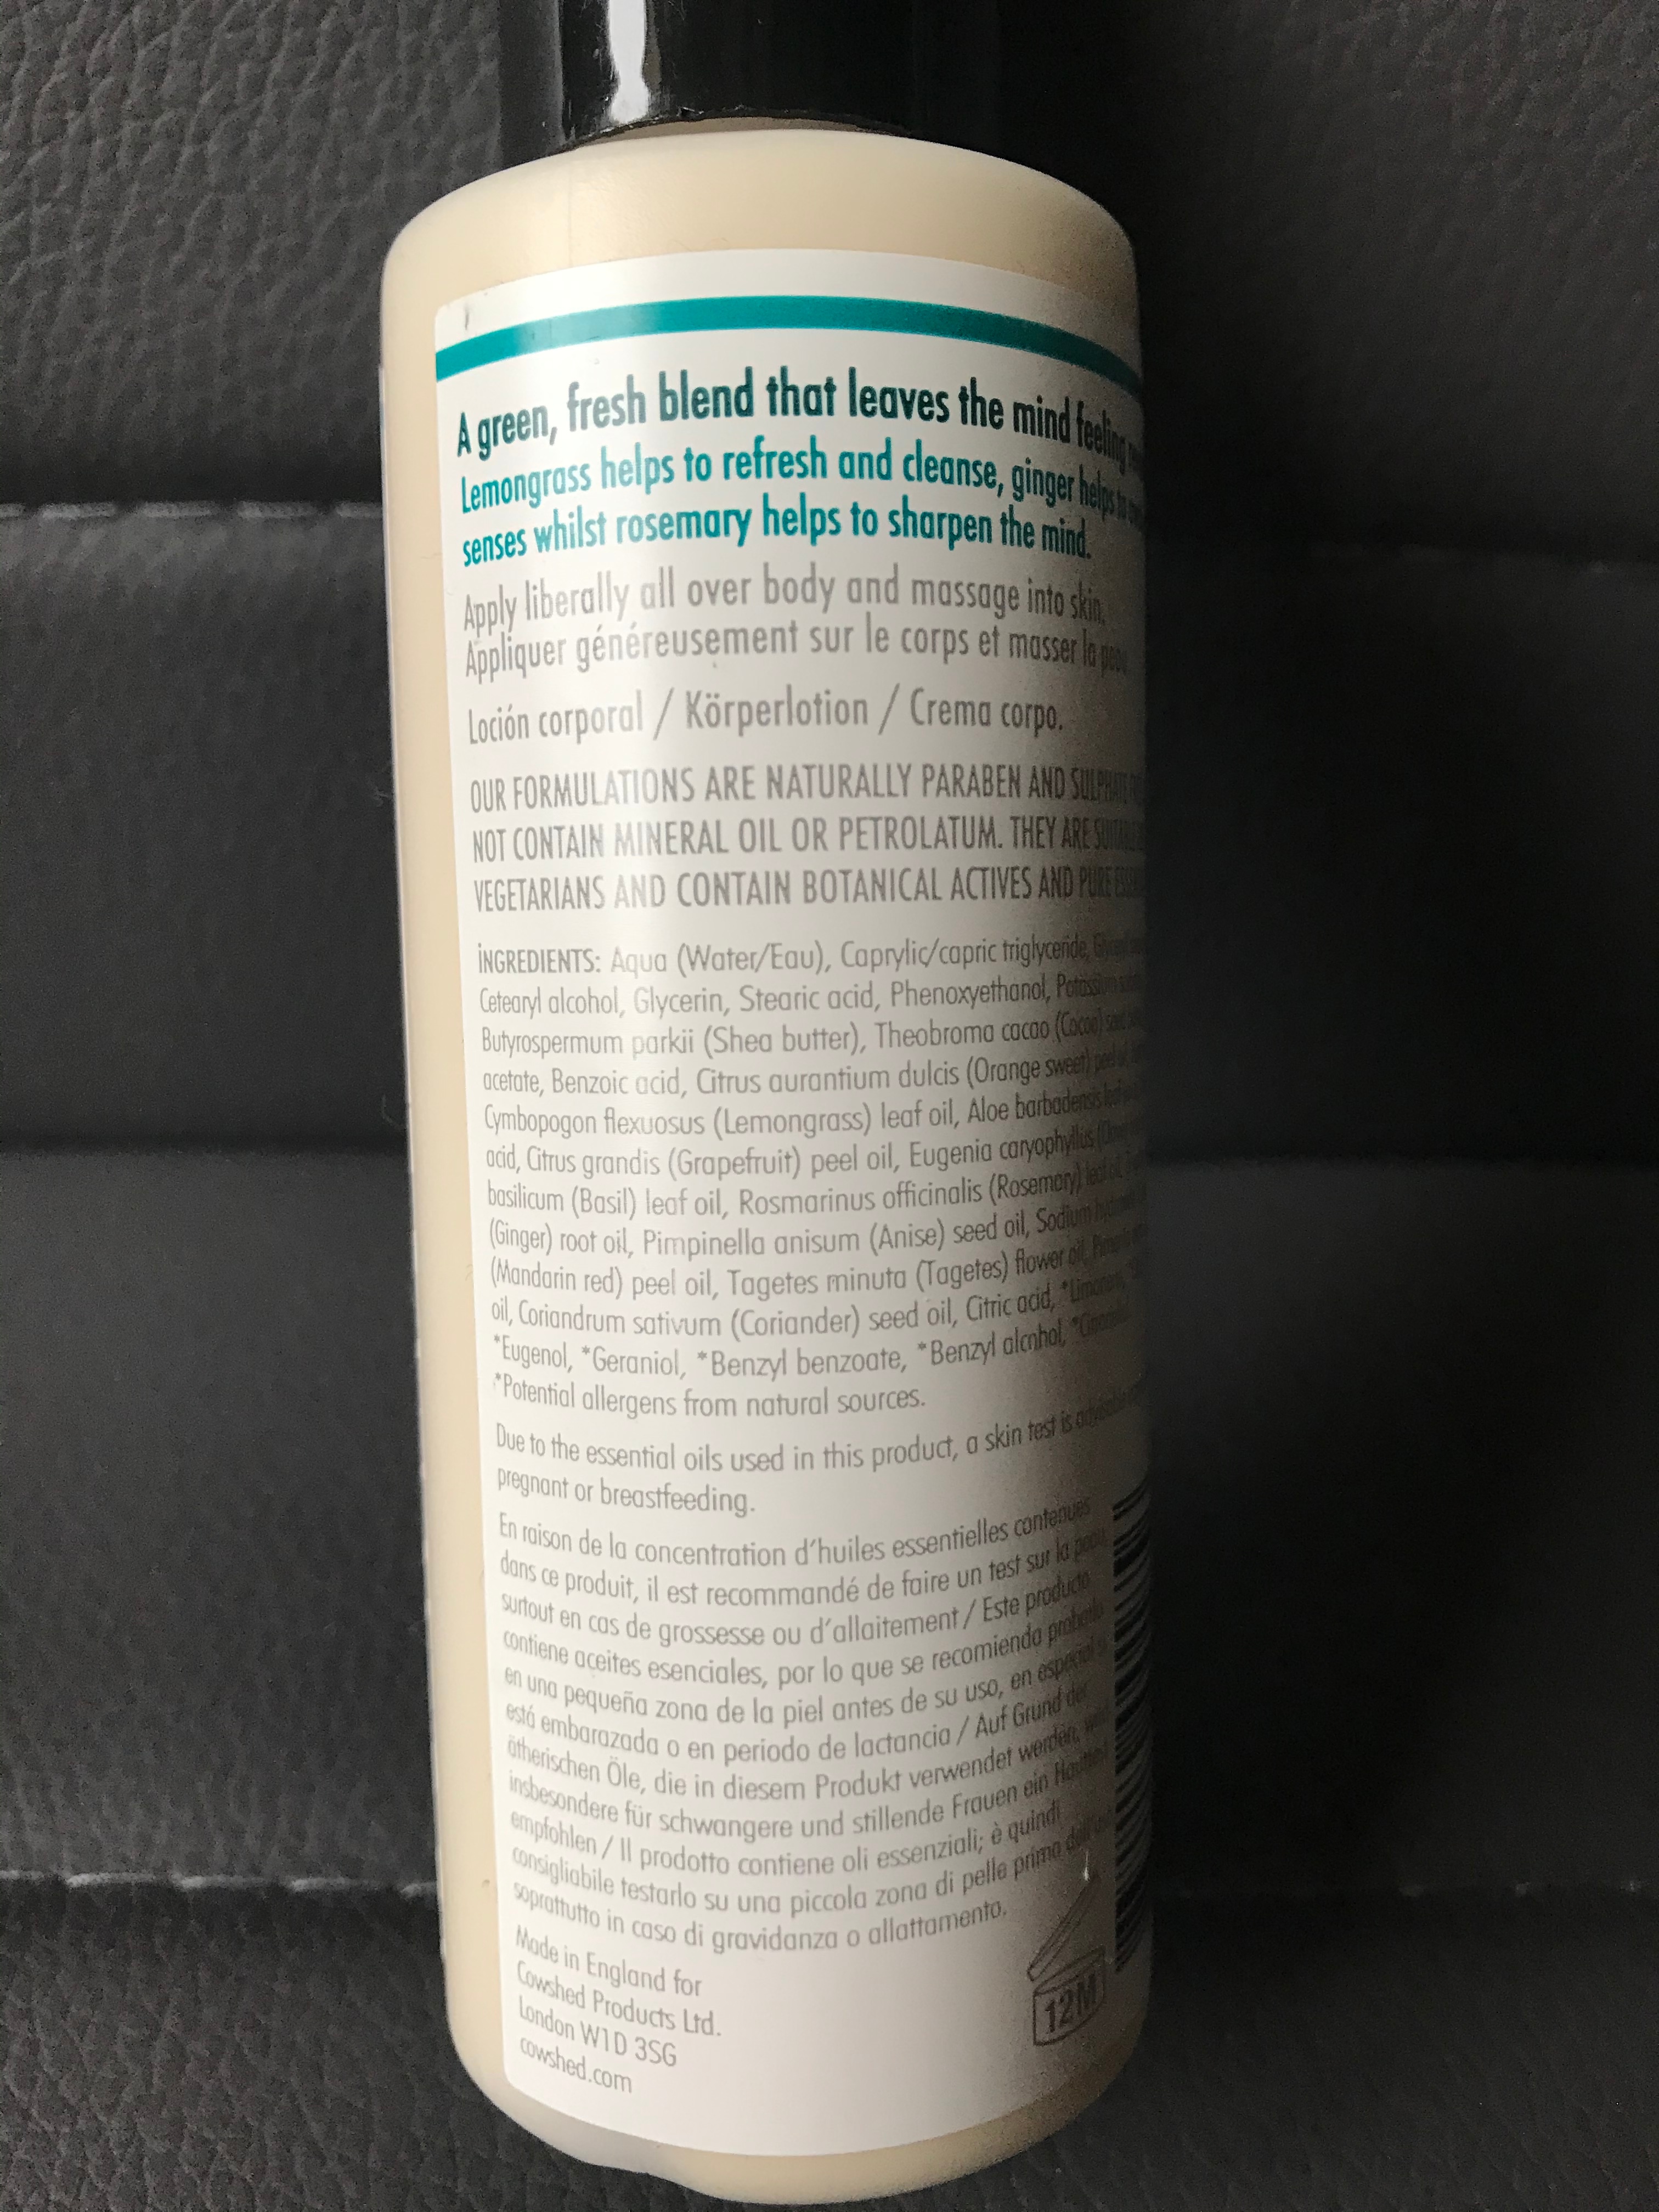 A green, fresh blend that leaves the mind feeling
Lemongrass helps to refresh and cleanse, ginger helps to
senses whilst rosemary helps to sharpen the mind.
Apply liberally all over body and massage into skin.
Appliquer généreusement sur le corps et masser la
Loción corporal / Körperlotion / Crema corpo.
OUR FORMULATIONS ARE NATURALLY PARABEN AND SULPHATE
NOT CONTAIN MINERAL OIL OR PETROLATUM. THEY ARE
VEGETARIANS AND CONTAIN BOTANICAL ACTIVES AND PURE
INGREDIENTS: Aqua (Water/Eau), Caprylic/capric triglyceride,
Cetearyl alcohol, Glycerin, Stearic acid, Phenoxyethanol, Potassium
Butyrospermum parkii (Shea butter), Theobroma cacao (Cocoa) seed
acetate, Benzoic acid, Citrus aurantium dulcis (Orange sweet) peel
Cymbopogon flexuosus (Lemongrass) leaf oil, Aloe barbadensis leaf
acid, Citrus grandis (Grapefruit) peel oil, Eugenia caryophyllus
basilicum (Basil) leaf oil, Rosmarinus officinalis (Rosemary) leaf oil
(Ginger) root oil, Pimpinella anisum (Anise) seed oil, Sodium
(Mandarin red) peel oil, Tagetes minuta (Tagetes) flower oil,
oil, Coriandrum sativum (Coriander) seed oil, Citric acid,
*Eugenol, *Geraniol, *Benzyl benzoate, *Benzyl alcnhol,
*Potential allergens from natural sources.
Due to the essential oils used in this product, a skin test is
pregnant or breastfeeding.
En raison de la concentration d'huiles essentielles contenues
dans ce produit, il est recommandé de faire un test sur la peau,
surtout en cas de grossesse ou d'allaitement / Este producto
contiene aceites esenciales, por lo que se recomienda probarlo
en una pequeña zona de la piel antes de su uso, en especial si
está embarazada o en periodo de lactancia / Auf Grund der
ätherischen Öle, die in diesem Produkt verwendet werden,
insbesondere für schwangere und stillende Frauen ein
empfohlen / Il prodotto contiene oli essenziali; è quindi
consigliabile testarlo su una piccola zona di pelle prima
soprattutto in caso di gravidanza o allattamento.
Made in England for
Cowshed Products Ltd.
London W1D 3SG
cowshed.com
12M